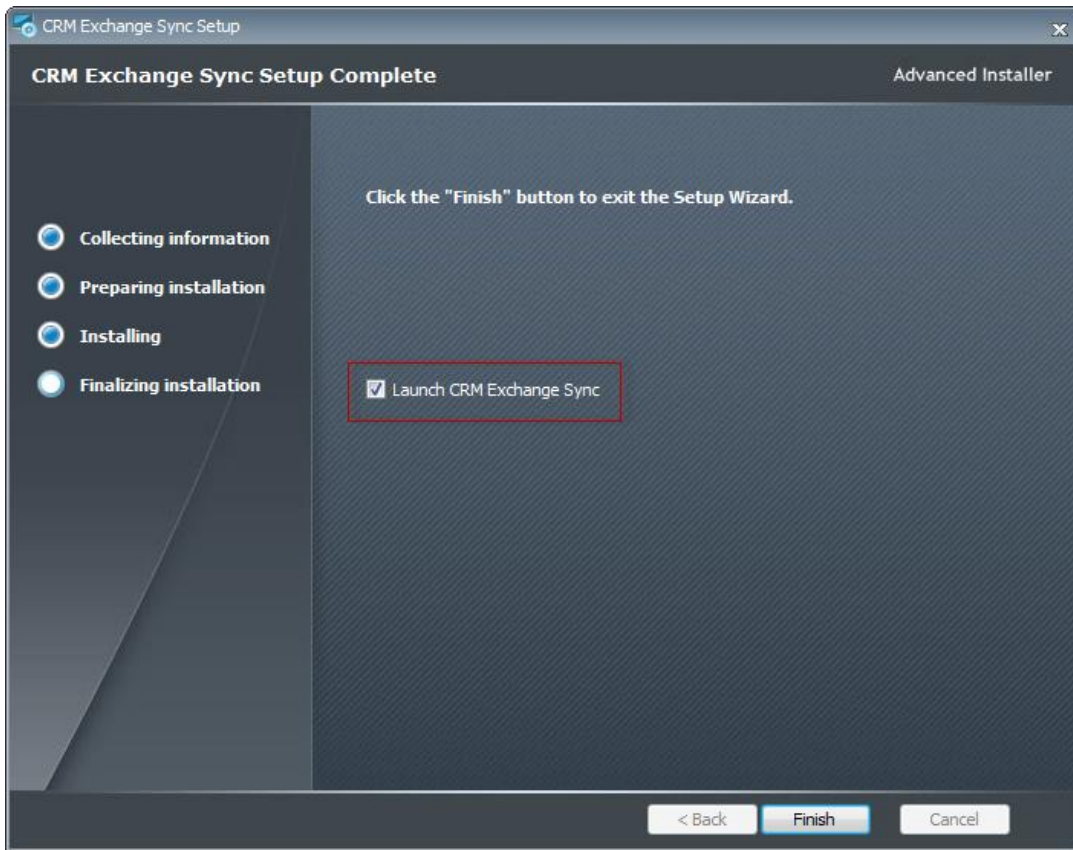 CRM Exchange Sync Setup
CRM Exchange Sync Setup Complete
Advanced Installer
Click the "Finish" button to exit the Setup Wizard.
Collecting information
Preparing installation
Installing
Finalizing installation
Launch CRM Exchange Sync
< Back
Finish
Cancel